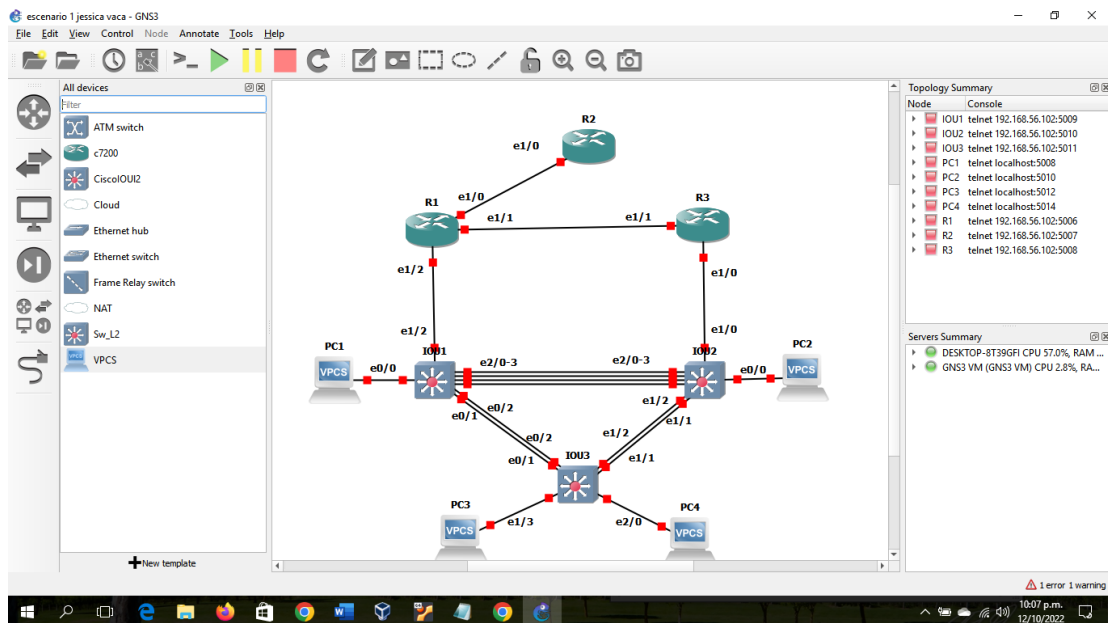 escenario 1 jessica vaca - GNS3
File Edit View Control Node Annotate Tools Help
All devices
Filter
ATM switch
c7200
CiscoIOUI2
Cloud
Ethernet hub
Ethernet switch
Frame Relay switch
NAT
Sw_L2
VPCS
VPCS
New template
R2
e1/0
e1/0
R1
e1/1
e1/1
R3
e1/2
e1/0
e1/2
e1/0
PC1
IOU1
e2/0-3
e2/0-3
IOU2
PC2
VPCS
e0/0
e0/0
VPCS
e0/2
e0/1
e1/2
e1/1
e0/2
e1/2
e0/1
IOU3
e1/1
PC3
e1/3
e2/0
PC4
VPCS
VPCS
Topology Summary
Node Console
IOU1 telnet 192.168.56.102:5009
IOU2 telnet 192.168.56.102:5010
IOU3 telnet 192.168.56.102:5011
PC1 telnet localhost:5008
PC2 telnet localhost:5010
PC3 telnet localhost:5012
PC4 telnet localhost:5014
R1 telnet 192.168.56.102:5006
R2 telnet 192.168.56.102:5007
R3 telnet 192.168.56.102:5008
Servers Summary
DESKTOP-8T39GFI CPU 57.0%, RAM ...
GNS3 VM (GNS3 VM) CPU 2.8%, RA...
1 error 1 warning
10:07 p.m.
12/10/2022